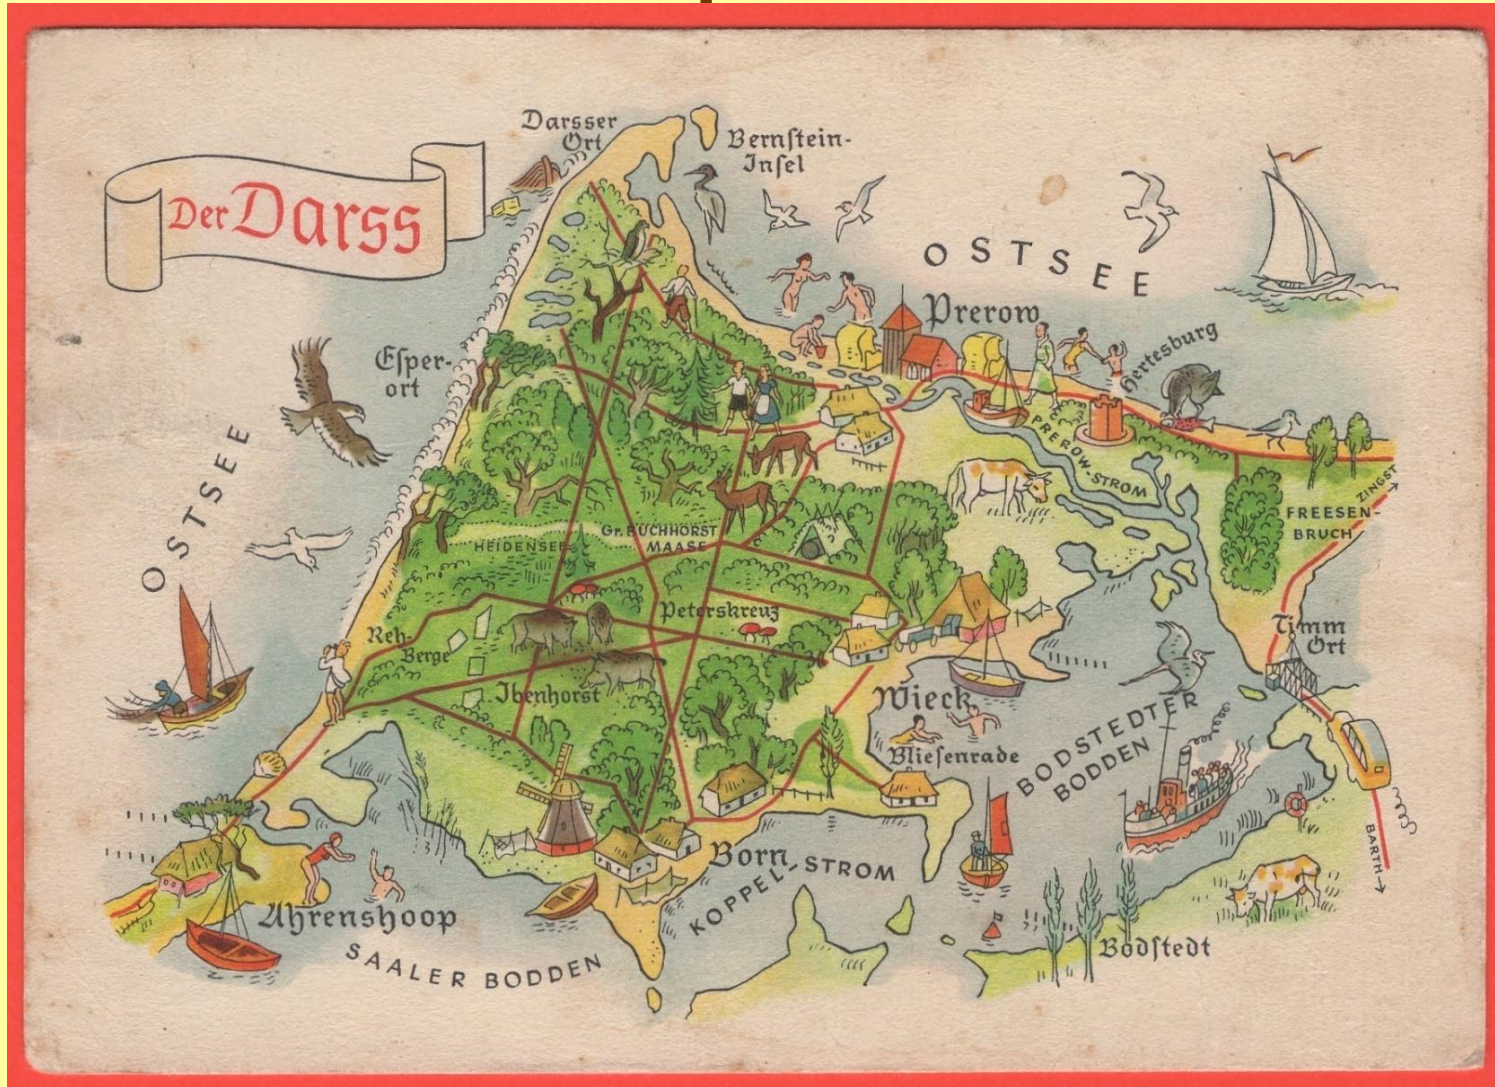 Darsser
Ort
Bernſtein-
Inſel
Der Darss
OSTSEE
Prerow
Hertesburg
Eſper-
ort
OSTSEE
PREROW-STROM
ZINGST
FREESEN-
BRUCH
Gr. BUCHHORST
MAASE
HEIDENSEE
Peterskreuz
Reh-
Berge
Timm
Ort
Ibenhorst
Wieck
Bliesenrade
BODSTEDTER
BODDEN
Born
KOPPEL-STROM
BARTH
Ahrenshoop
SAALER BODDEN
Bodſtedt